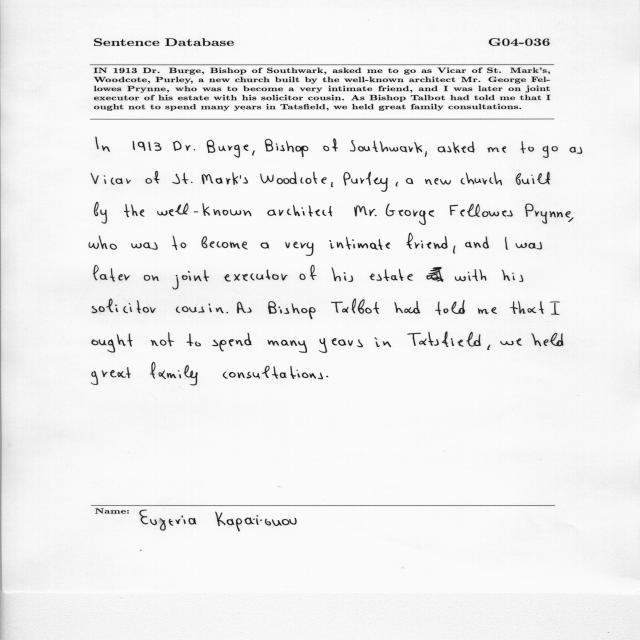 Sentence Database G04-036
IN 1913 Dr. Burge, Bishop of Southwark, asked me to go as Vicar of St. Mark's,
Woodcote, Purley, a new church built by the well-known architect Mr. George Fel-
lowes Prynne, who was to become a very intimate friend, and I was later on joint
executor of his estate with his solicitor cousin. As Bishop Talbot had told me that I
ought not to spend many years in Tatsfield, we held great family consultations.
In 1913 Dr. Burge, Bishop of Southwark, asked me to go as
Vicar of St. Mark's Woodcote, Purley, a new church built
by the well-known architect Mr. George Fellowes Prynne,
who was to become a very intimate friend, and I was
later on joint executor of his estate with his
solicitor cousin. As Bishop Talbot had told me that I
ought not to spend many years in Tatsfield, we held
great family consultations.
Name: Ευγενία